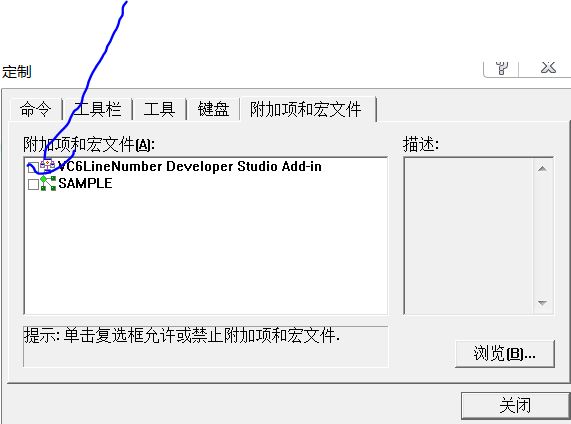 定制
命令 工具栏 工具 键盘 附加项和宏文件
附加项和宏文件(A): 描述:
VC6LineNumber Developer Studio Add-in
SAMPLE
提示: 单击复选框允许或禁止附加项和宏文件.
浏览(B)...
关闭